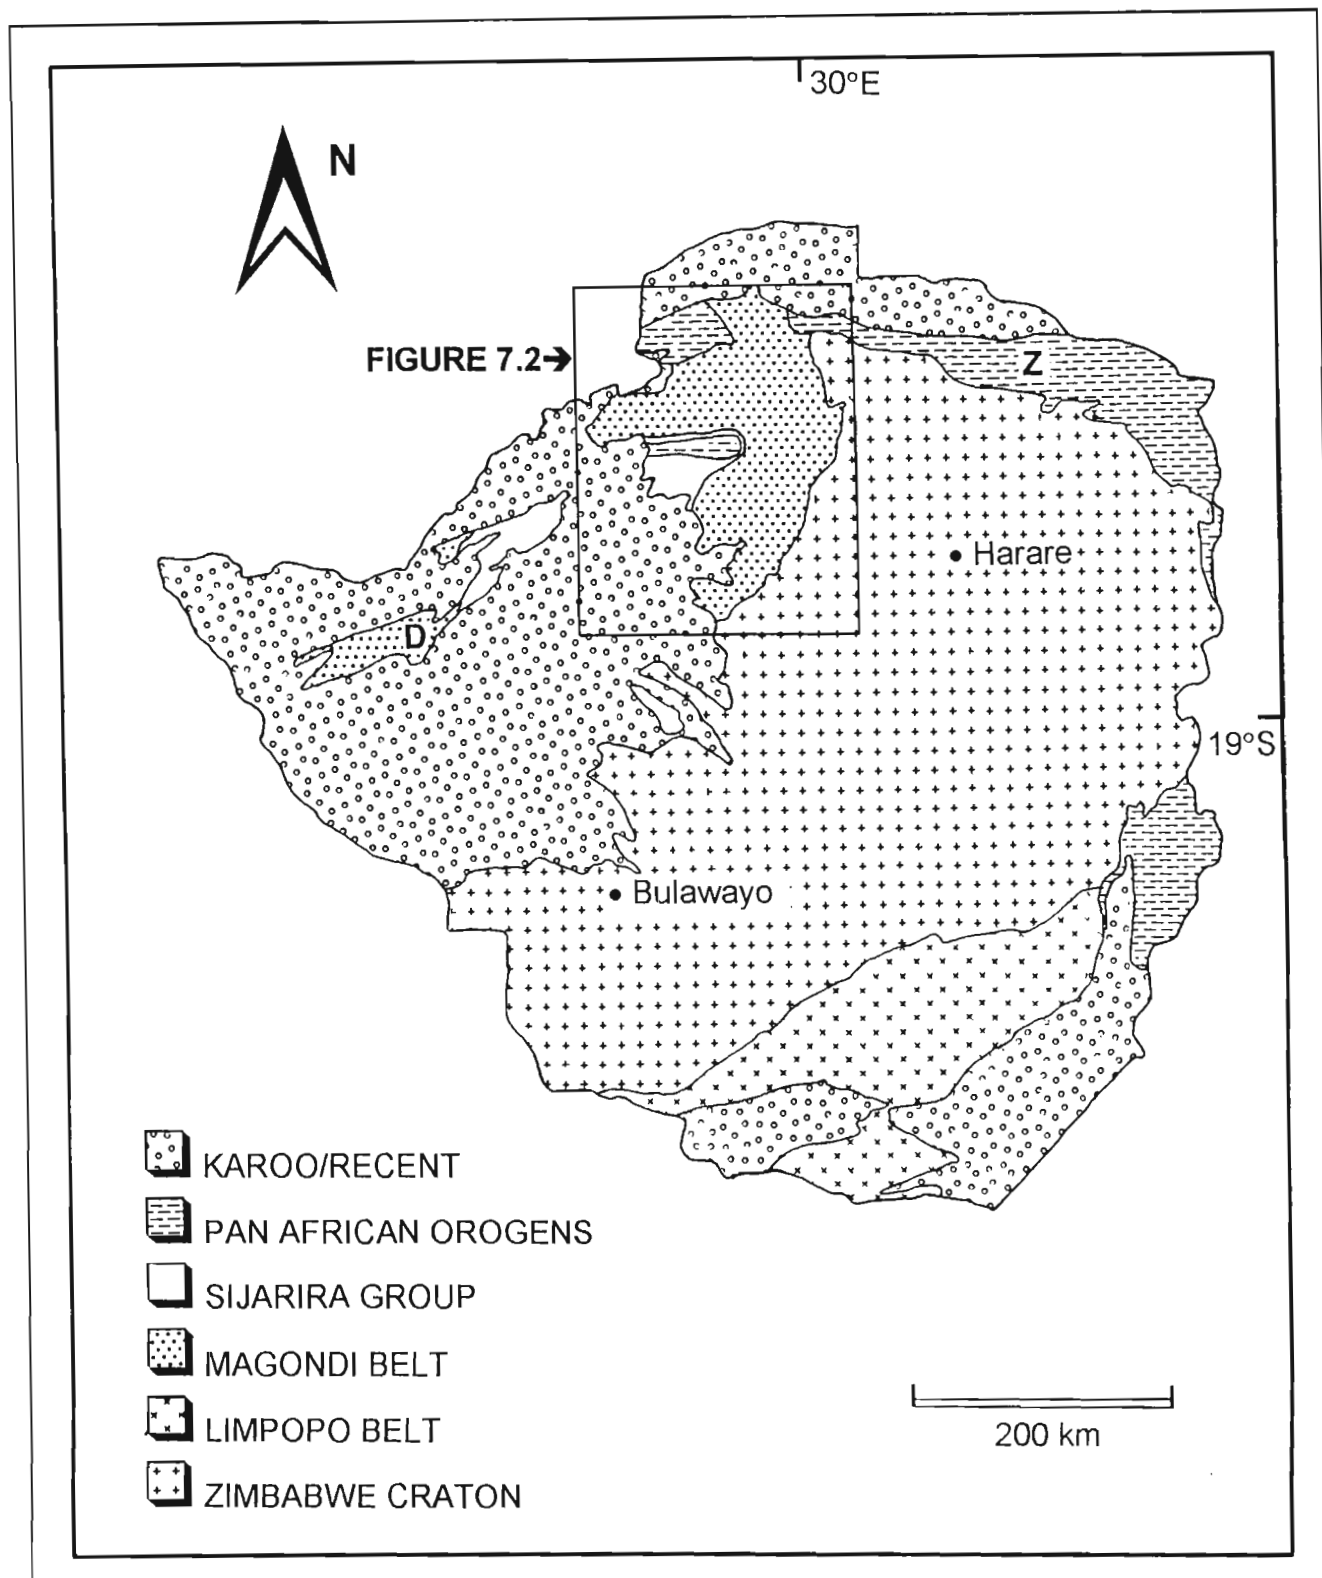 30°E
N
FIGURE 7.2→
Z
Harare
D
19°S
Bulawayo
KAROO/RECENT
PAN AFRICAN OROGENS
SIJARIRA GROUP
MAGONDI BELT
LIMPOPO BELT
200 km
ZIMBABWE CRATON